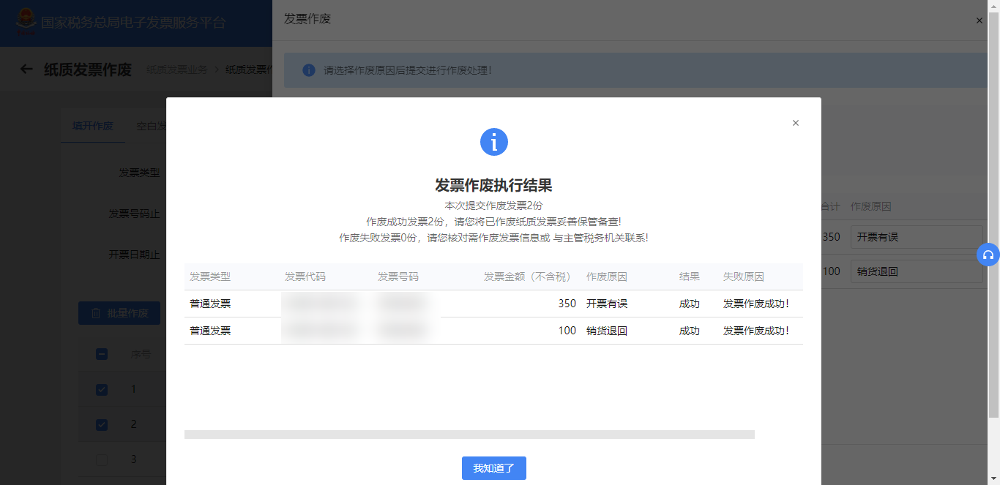 国家税务总局电子发票服务平台
发票作废
纸质发票作废 纸质发票业务 > 纸质发票作
请选择作废原因后提交进行作废处理！
填开作废 空白发
发票类型
发票号码止
开票日期止
批量作废
序号
1
2
3
发票作废执行结果
本次提交作废发票2份
作废成功发票2份，请您将已作废纸质发票妥善保管备查！
作废失败发票0份，请您核对需作废发票信息或 与主管税务机关联系！
发票类型 发票代码 发票号码 发票金额（不含税） 作废原因 结果 失败原因
普通发票 350 开票有误 成功 发票作废成功！
普通发票 100 销货退回 成功 发票作废成功！
我知道了
合计 作废原因
350 开票有误
100 销货退回